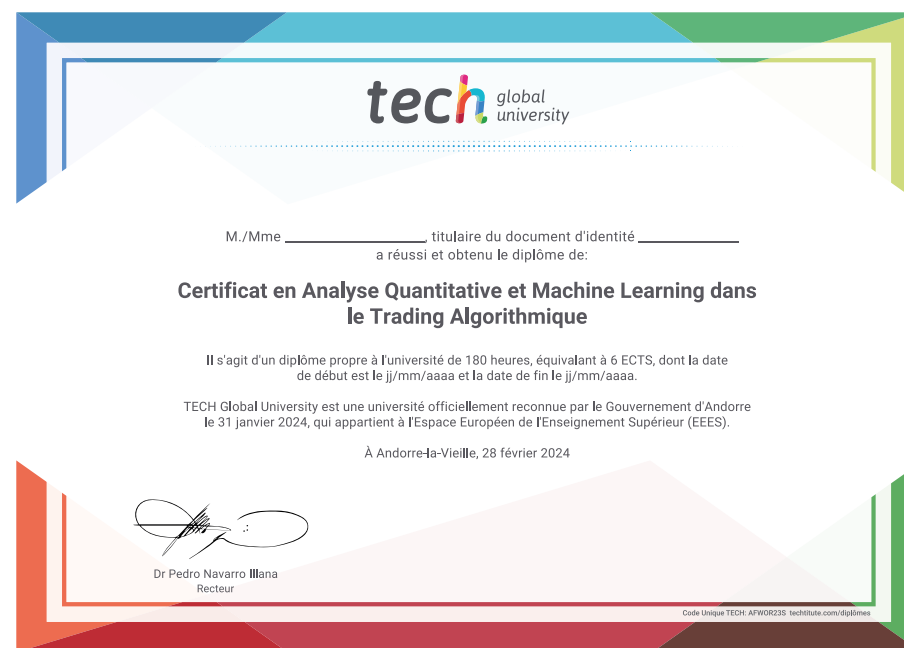 tech global university
M./Mme ____________________, titulaire du document d'identité ______________
a réussi et obtenu le diplôme de:
Certificat en Analyse Quantitative et Machine Learning dans
le Trading Algorithmique
Il s'agit d'un diplôme propre à l'université de 180 heures, équivalant à 6 ECTS, dont la date
de début est le jj/mm/aaaa et la date de fin le jj/mm/aaaa.
TECH Global University est une université officiellement reconnue par le Gouvernement d'Andorre
le 31 janvier 2024, qui appartient à l'Espace Européen de l'Enseignement Supérieur (EEES).
À Andorre-la-Vieille, 28 février 2024
Dr Pedro Navarro Illana
Recteur
Code Unique TECH: AFWOR23S techtitute.com/diplômes